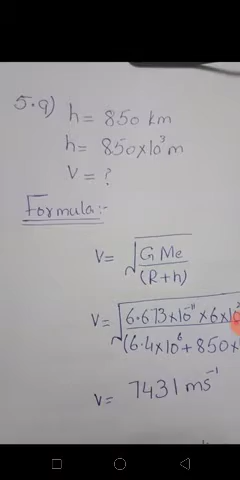 5.9) h = 850 km
h = 850×10³ m
V = ?
Formula:-
V = √(G Me / (R+h))
V = √(6.673×10⁻¹¹ × 6×10 / (6.4×10⁶ + 850×
V = 7431 ms⁻¹